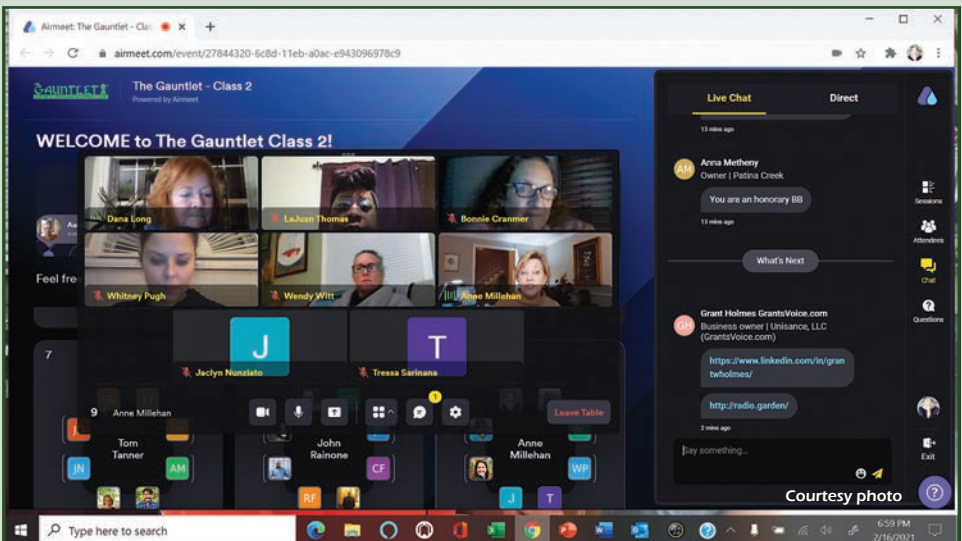 Airmeet: The Gauntlet - Cla
airmeet.com/event/27844320-6c8d-11eb-a0ac-e943096978c9
GAUNTLET
The Gauntlet - Class 2
Powered by Airmeet
WELCOME to The Gauntlet Class 2!
Dana Long
LaJuan Thomas
Bonnie Cranmer
Whitney Pugh
Wendy Witt
Anne Millehan
J
Jaclyn Nunziato
T
Tressa Sarinana
Feel fre
7
9 Anne Millehan
1
Leave Table
Tom
Tanner
JN
AM
John
Rainone
CF
RF
Anne
Millehan
WP
J
T
Live Chat
Direct
13 mins ago
AM
Anna Metheny
Owner | Patina Creek
You are an honorary BB
13 mins ago
What's Next
GH
Grant Holmes GrantsVoice.com
Business owner | Unisance, LLC
(GrantsVoice.com)
https://www.linkedin.com/in/gran
twholmes/
http://radio.garden/
2 mins ago
Say something...
Sessions
Attendees
Chat
Questions
Exit
Courtesy photo
Type here to search
6:59 PM
2/16/2021